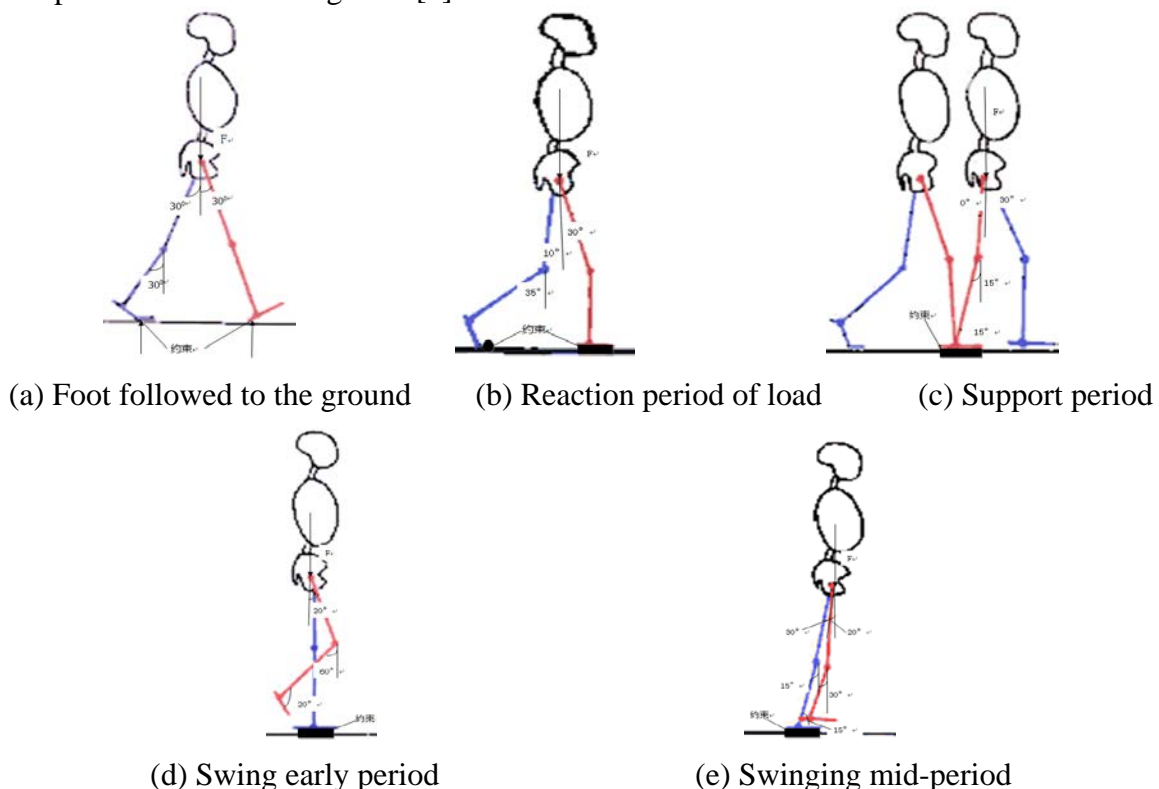 F
30°
30°
30°
约束
(a) Foot followed to the ground
F
30°
10°
35°
约束
(b) Reaction period of load
F
0°
30°
15°
约束
15°
(c) Support period
F
20°
60°
20°
约束
(d) Swing early period
F
30°
20°
15°
30°
约束
15°
(e) Swinging mid-period